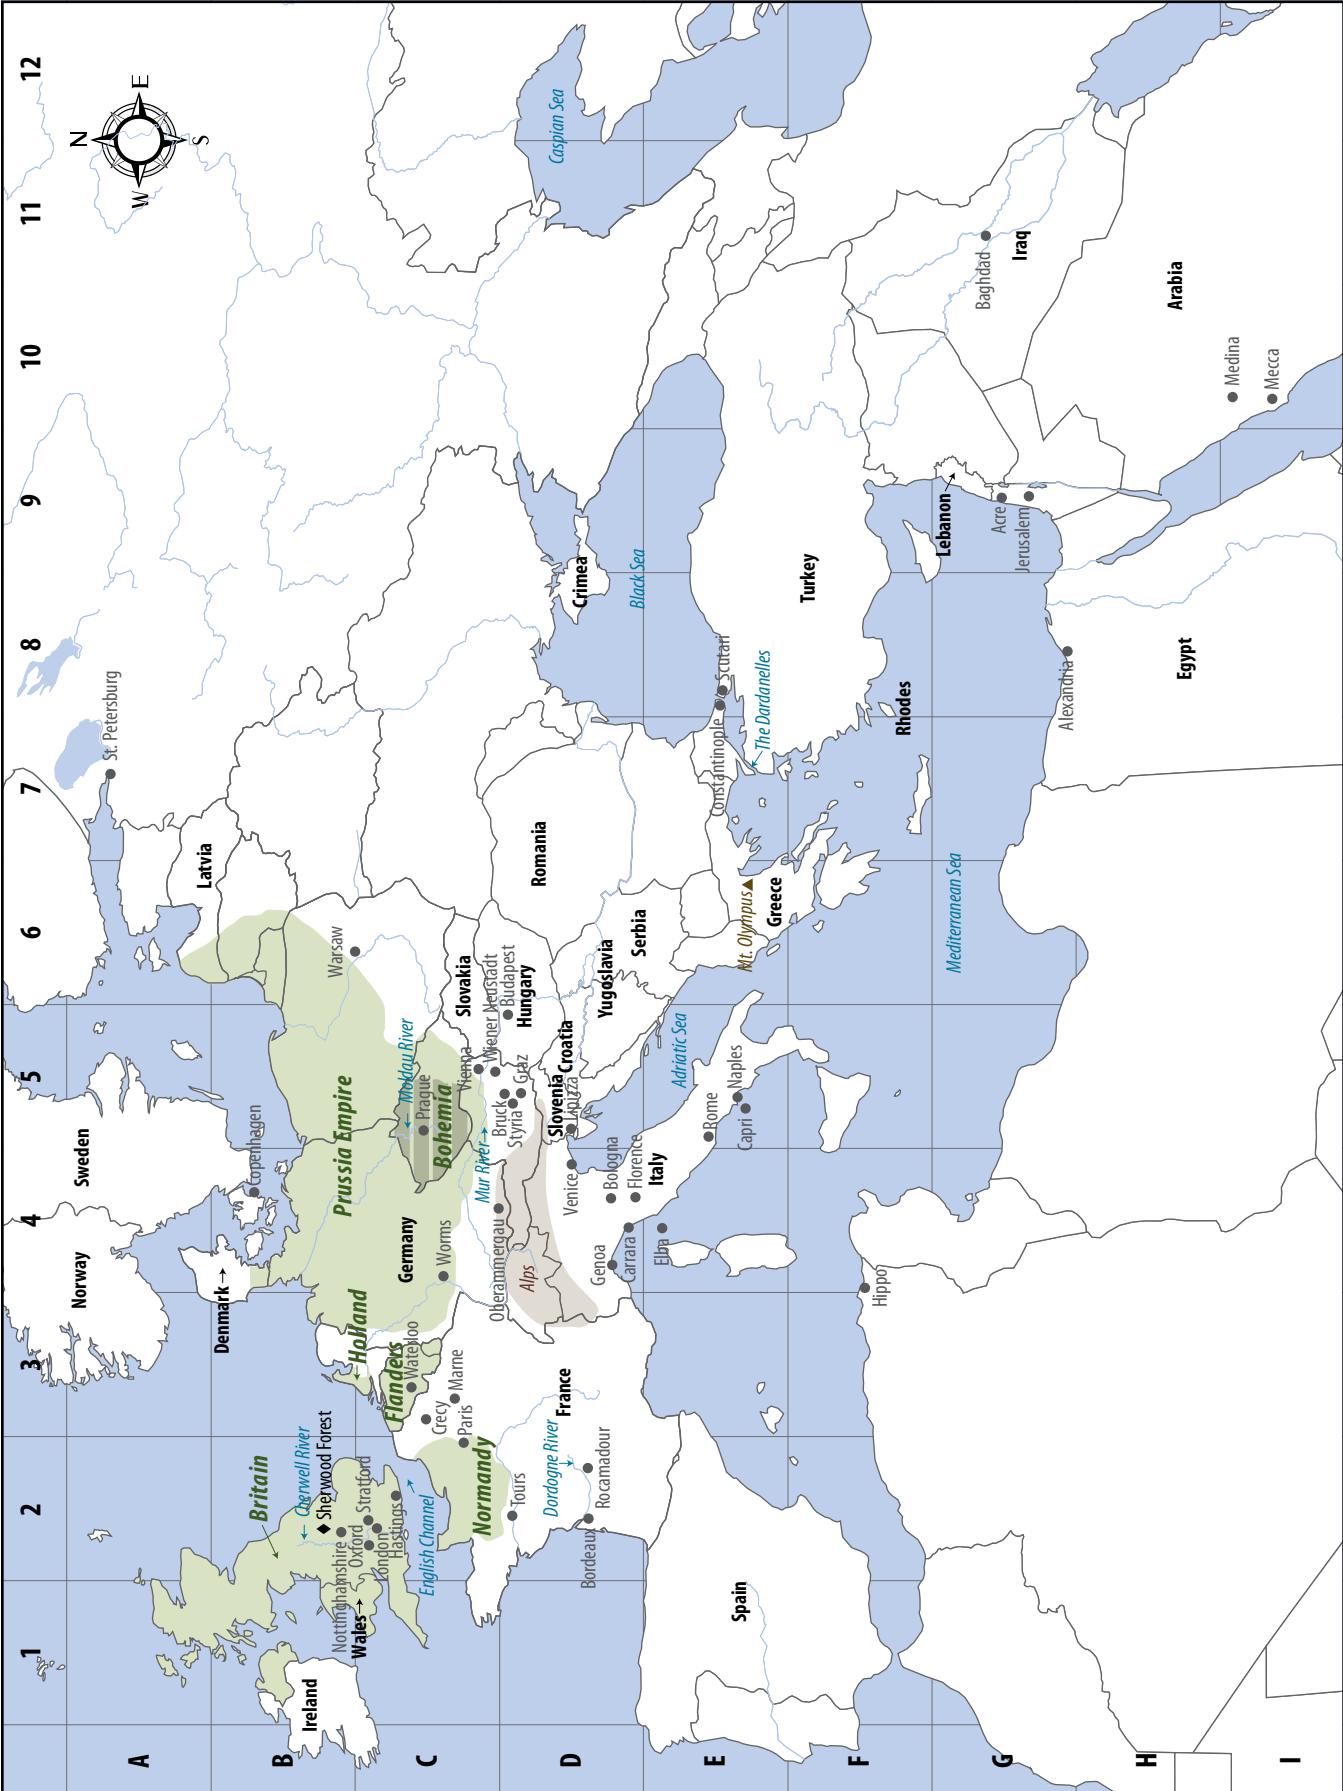 1
2
3
4
5
6
7
8
9
10
11
12
A
B
C
D
E
F
G
H
I
N
E
S
W
Norway
Sweden
St. Petersburg
Latvia
Denmark
Copenhagen
Ireland
Britain
Cherwell River
Sherwood Forest
Nottinghamshire
Wales
Oxford
Stratford
London
Hastings
English Channel
Holland
Flanders
Waterloo
Prussia Empire
Warsaw
Germany
Worms
Moldau River
Prague
Bohemia
Crecy
Marne
Paris
Normandy
Tours
Dordogne River
France
Bordeaux
Rocamadour
Oberammergau
Alps
Mur River
Vienna
Wiener Neustadt
Slovakia
Budapest
Hungary
Bruck
Styria
Graz
Slovenia
Croatia
Lipizza
Yugoslavia
Serbia
Romania
Crimea
Black Sea
Caspian Sea
Venice
Genoa
Bologna
Florence
Carrara
Elba
Italy
Adriatic Sea
Rome
Naples
Capri
Spain
Mt. Olympus
Greece
Constantinople
Scutari
The Dardanelles
Turkey
Rhodes
Mediterranean Sea
Hippo
Lebanon
Acre
Jerusalem
Alexandria
Egypt
Baghdad
Iraq
Arabia
Medina
Mecca